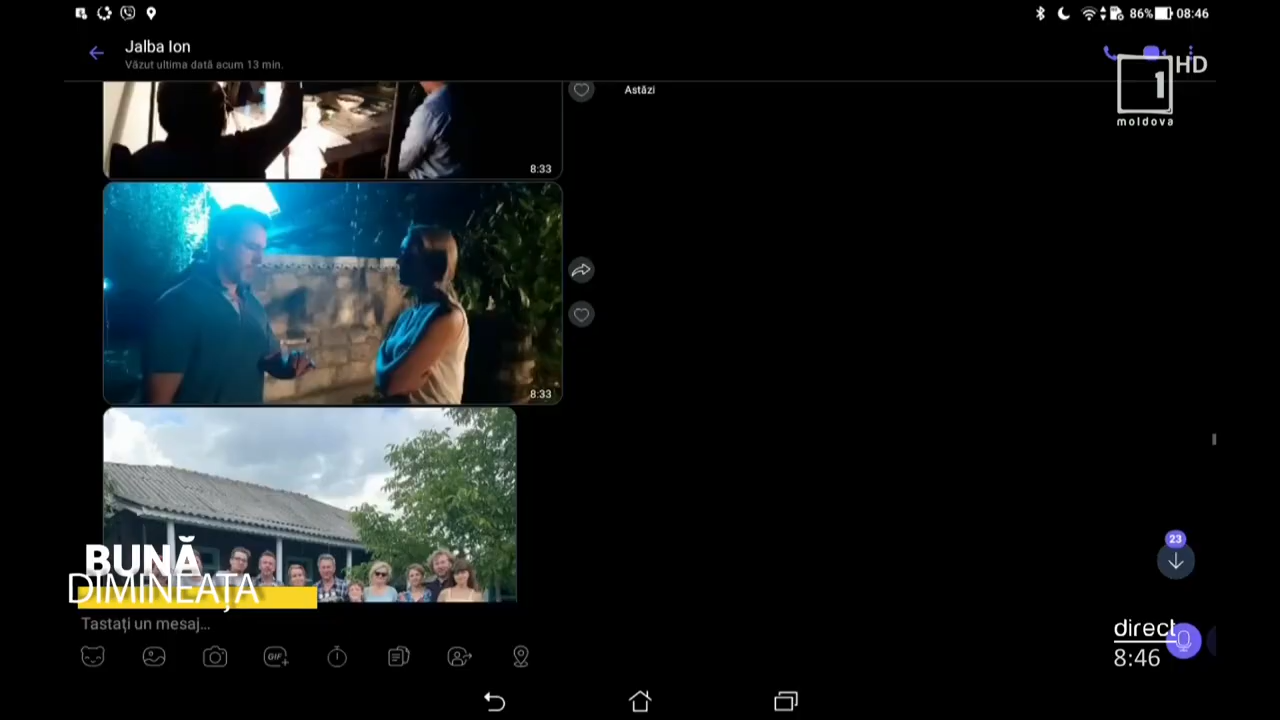 86% 08:46
Jalba Ion
Văzut ultima dată acum 13 min.
HD
1
moldova
Astăzi
8:33
8:33
23
BUNĂ
DIMINEAȚA
Tastați un mesaj...
GIF
direct
8:46